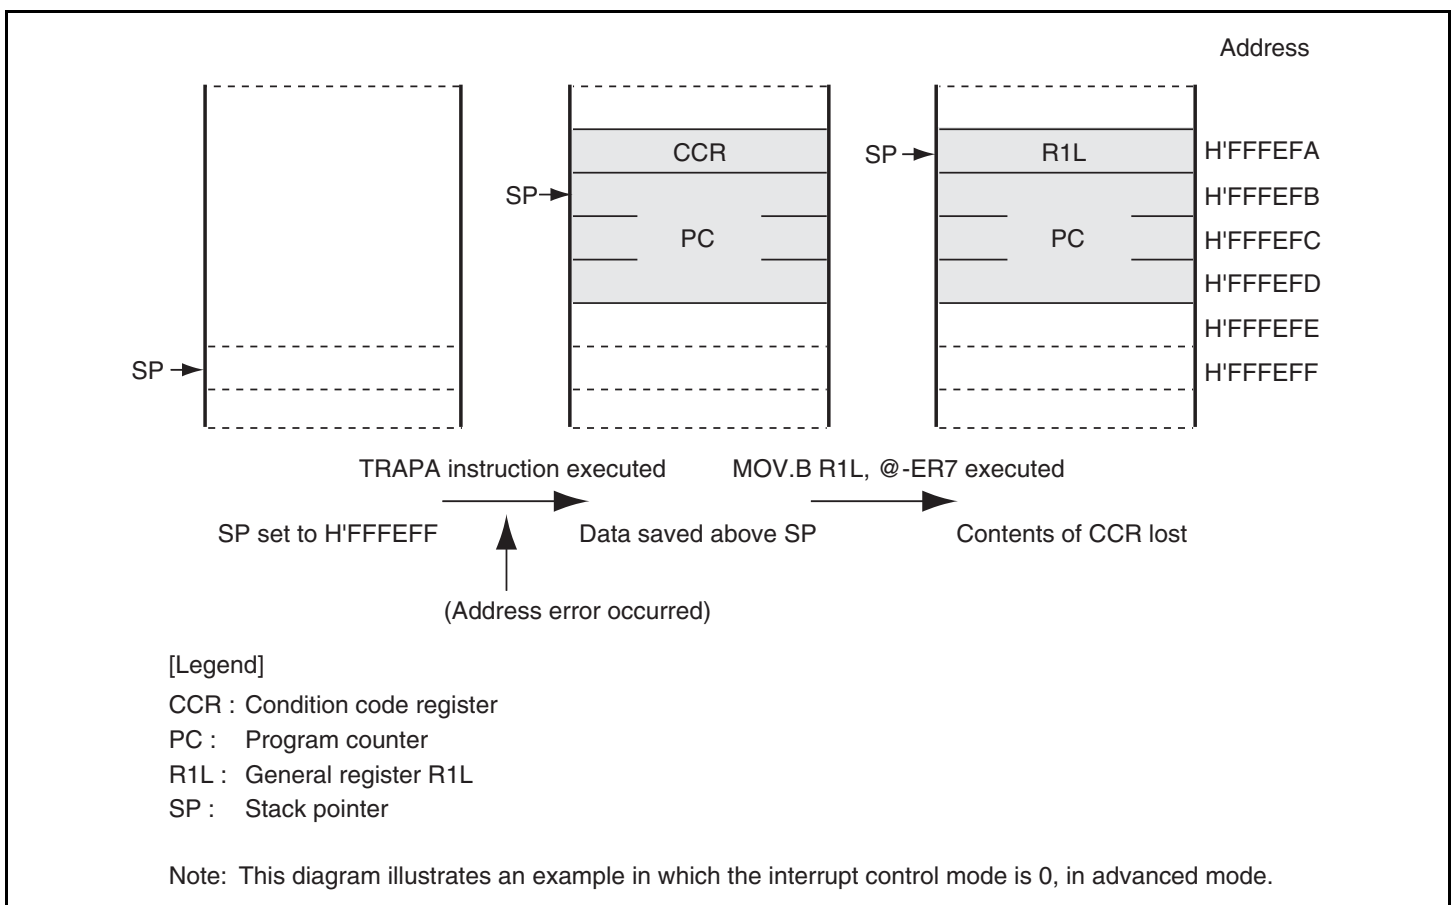 Address
CCR
SP
R1L
H'FFFEFA
SP
H'FFFEFB
PC
PC
H'FFFEFC
H'FFFEFD
H'FFFEFE
SP
H'FFFEFF
TRAPA instruction executed
MOV.B R1L, @-ER7 executed
SP set to H'FFFEFF
Data saved above SP
Contents of CCR lost
(Address error occurred)
[Legend]
CCR : Condition code register
PC : Program counter
R1L : General register R1L
SP : Stack pointer
Note: This diagram illustrates an example in which the interrupt control mode is 0, in advanced mode.